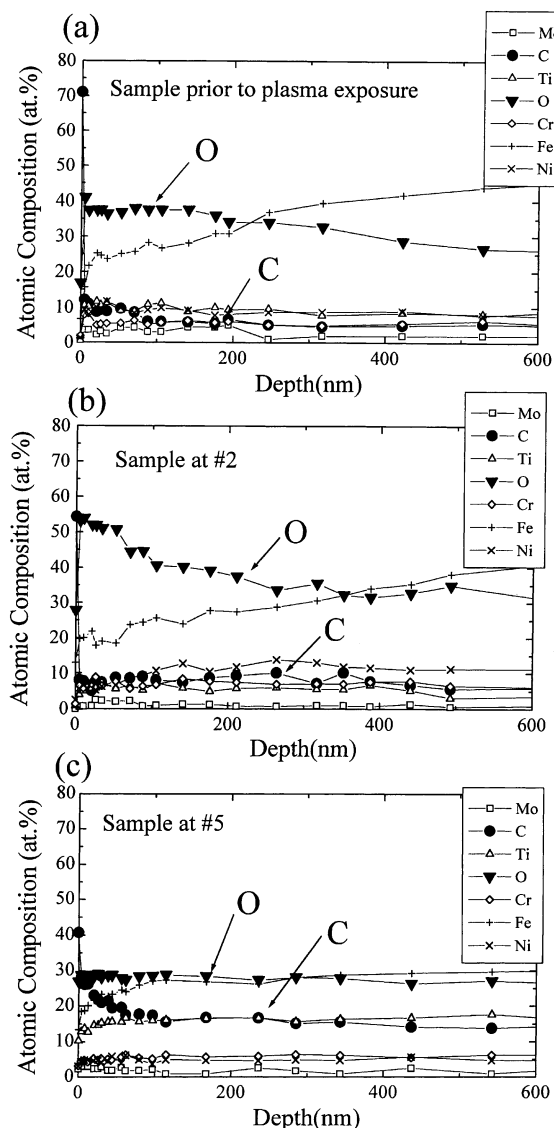 (a)
Sample prior to plasma exposure
O
C
C
Ti
O
Cr
Fe
Ni
Atomic Composition (at.%)
80
70
60
50
40
30
20
10
0
0
200
400
600
Depth(nm)
(b)
Sample at #2
O
C
Mo
C
Ti
O
Cr
Fe
Ni
Atomic Composition (at.%)
80
70
60
50
40
30
20
10
0
0
200
400
600
Depth(nm)
(c)
Sample at #5
O
C
Mo
C
Ti
O
Cr
Fe
Ni
Atomic Composition (at.%)
80
70
60
50
40
30
20
10
0
0
200
400
600
Depth(nm)